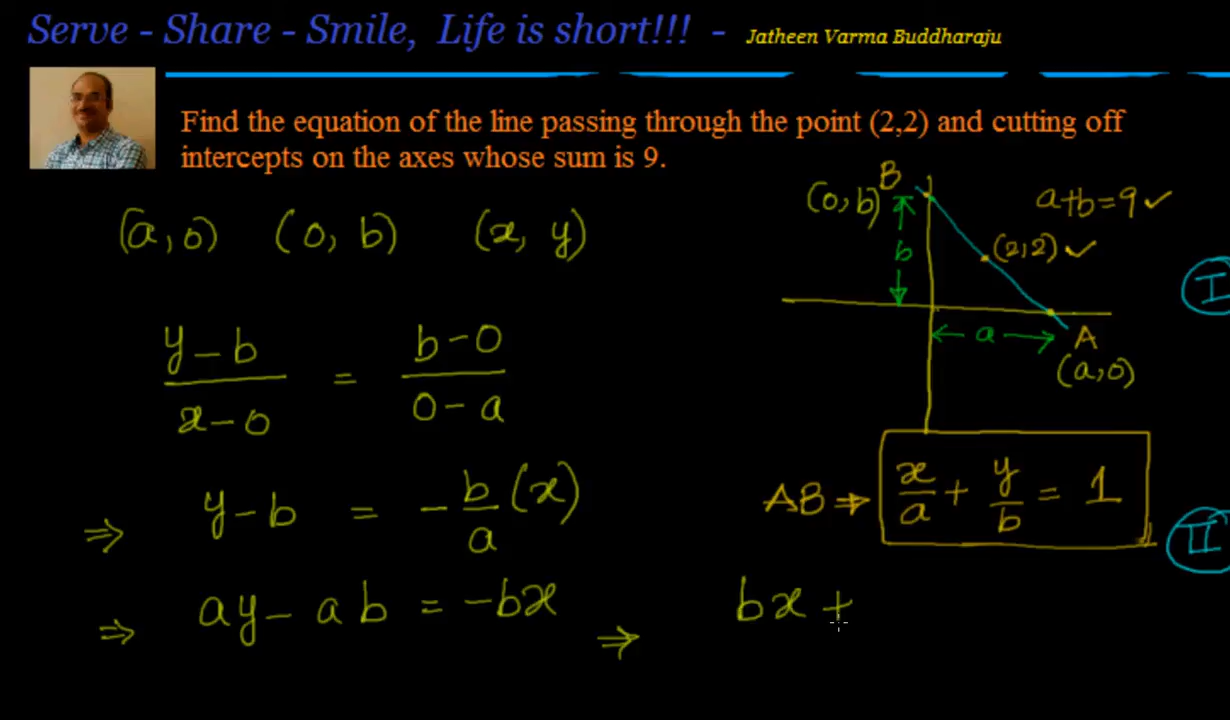 Serve - Share - Smile, Life is short!!! - Jatheen Varma Buddharaju
Find the equation of the line passing through the point (2,2) and cutting off
intercepts on the axes whose sum is 9.
(a,0) (0, b) (x, y)
B
(0,b)
a+b=9 ✓
b
(2,2) ✓
I
a
A
(a,0)
y-b / x-0 = b-0 / 0-a
AB ⇒ x/a + y/b = 1
⇒ y-b = -b/a (x)
II
⇒ ay-ab = -bx ⇒ bx +